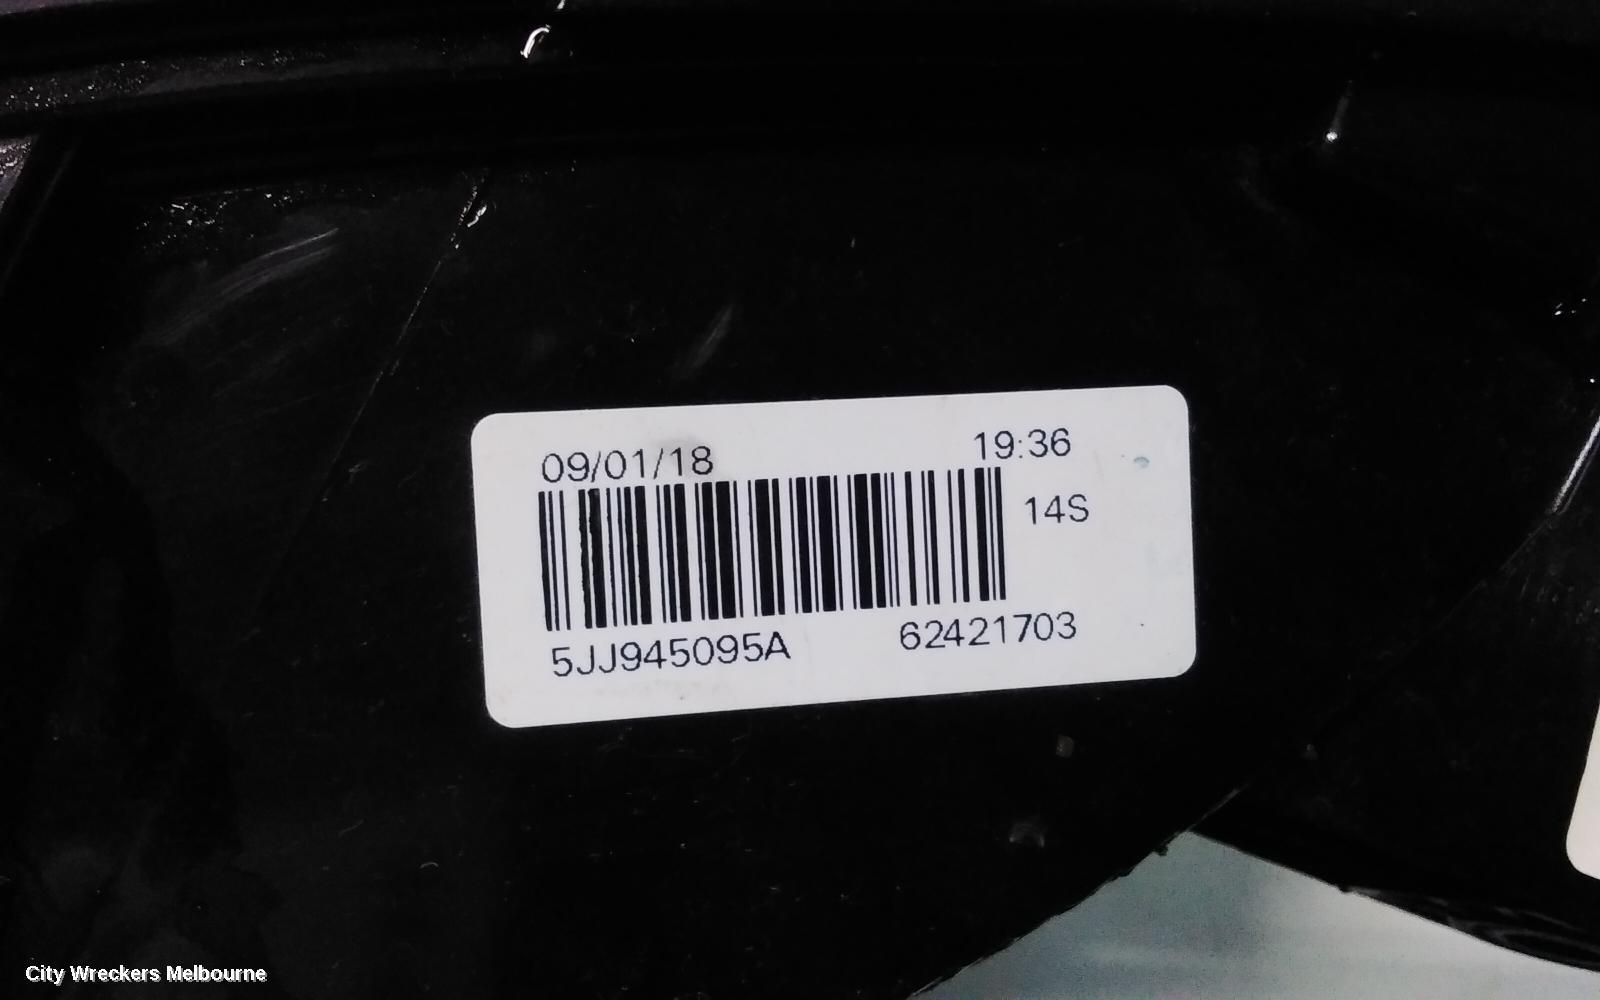 09/01/18 19:36
14S
5JJ945095A 62421703
City Wreckers Melbourne